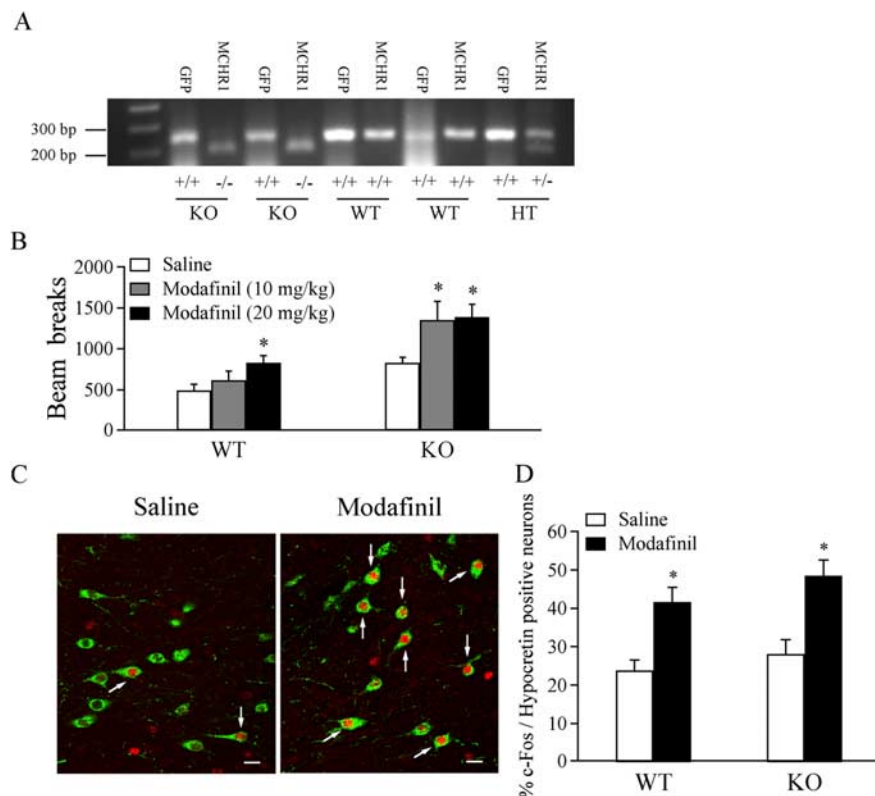 A
GFP MCHR1 GFP MCHR1 GFP MCHR1 GFP MCHR1 GFP MCHR1
300 bp
200 bp
+/+ -/- +/+ -/- +/+ +/+ +/+ +/+ +/+ +/-
KO KO WT WT HT
B
Beam breaks
2000
1500
1000
500
0
Saline
Modafinil (10 mg/kg)
Modafinil (20 mg/kg)
* * *
WT KO
C
Saline Modafinil
D
% c-Fos / Hypocretin positive neurons
60
50
40
30
20
10
0
Saline
Modafinil
* *
WT KO